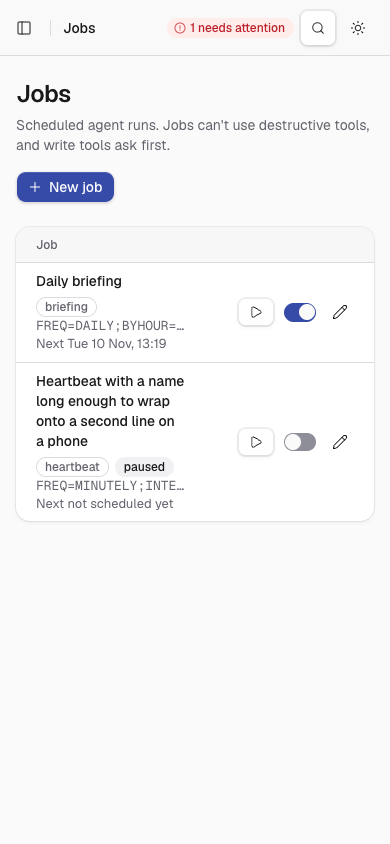 Jobs
1 needs attention
Jobs
Scheduled agent runs. Jobs can't use destructive tools,
and write tools ask first.
New job
Job
Daily briefing
briefing
FREQ=DAILY;BYHOUR=…
Next Tue 10 Nov, 13:19
Heartbeat with a name
long enough to wrap
onto a second line on
a phone
heartbeat paused
FREQ=MINUTELY;INTE…
Next not scheduled yet